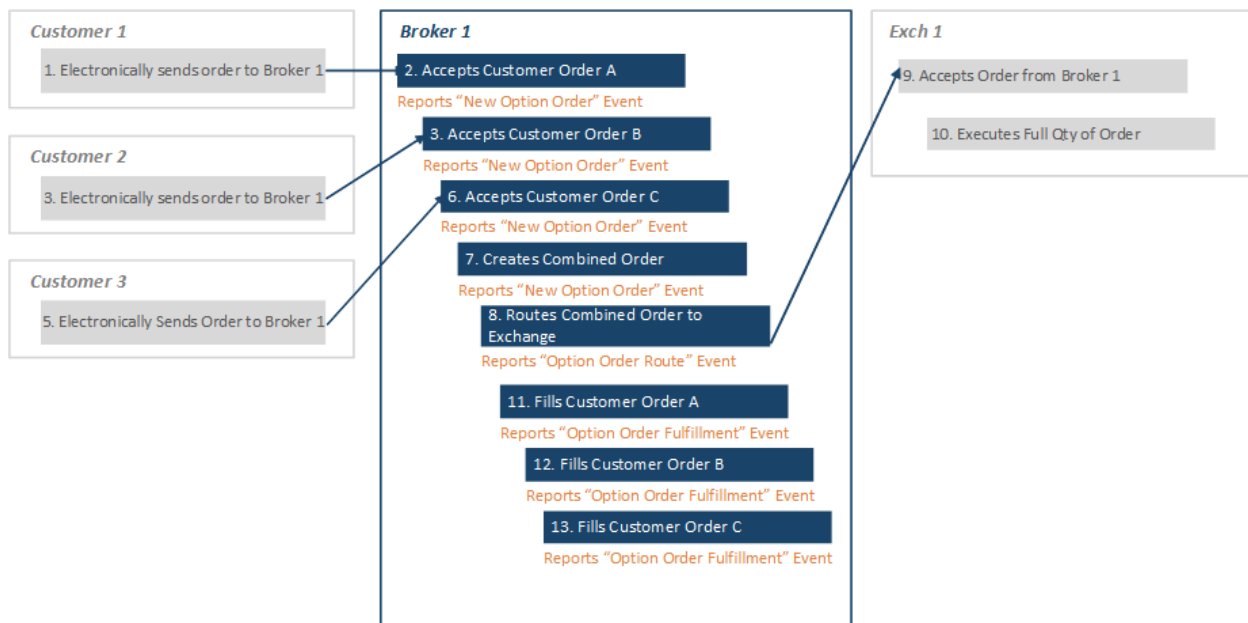 Customer 1
1. Electronically sends order to Broker 1
Customer 2
3. Electronically sends order to Broker 1
Customer 3
5. Electronically Sends Order to Broker 1
Broker 1
2. Accepts Customer Order A
Reports “New Option Order” Event
3. Accepts Customer Order B
Reports “New Option Order” Event
6. Accepts Customer Order C
Reports “New Option Order” Event
7. Creates Combined Order
Reports “New Option Order” Event
8. Routes Combined Order to
Exchange
Reports “Option Order Route” Event
11. Fills Customer Order A
Reports “Option Order Fulfillment” Event
12. Fills Customer Order B
Reports “Option Order Fulfillment” Event
13. Fills Customer Order C
Reports “Option Order Fulfillment” Event
Exch 1
9. Accepts Order from Broker 1
10. Executes Full Qty of Order